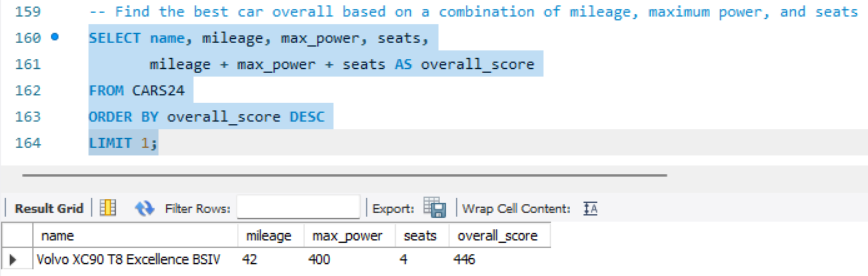 159 -- Find the best car overall based on a combination of mileage, maximum power, and seats
160 SELECT name, mileage, max_power, seats,
161 mileage + max_power + seats AS overall_score
162 FROM CARS24
163 ORDER BY overall_score DESC
164 LIMIT 1;
Result Grid Filter Rows: Export: Wrap Cell Content: IA
name mileage max_power seats overall_score
Volvo XC90 T8 Excellence BSIV 42 400 4 446